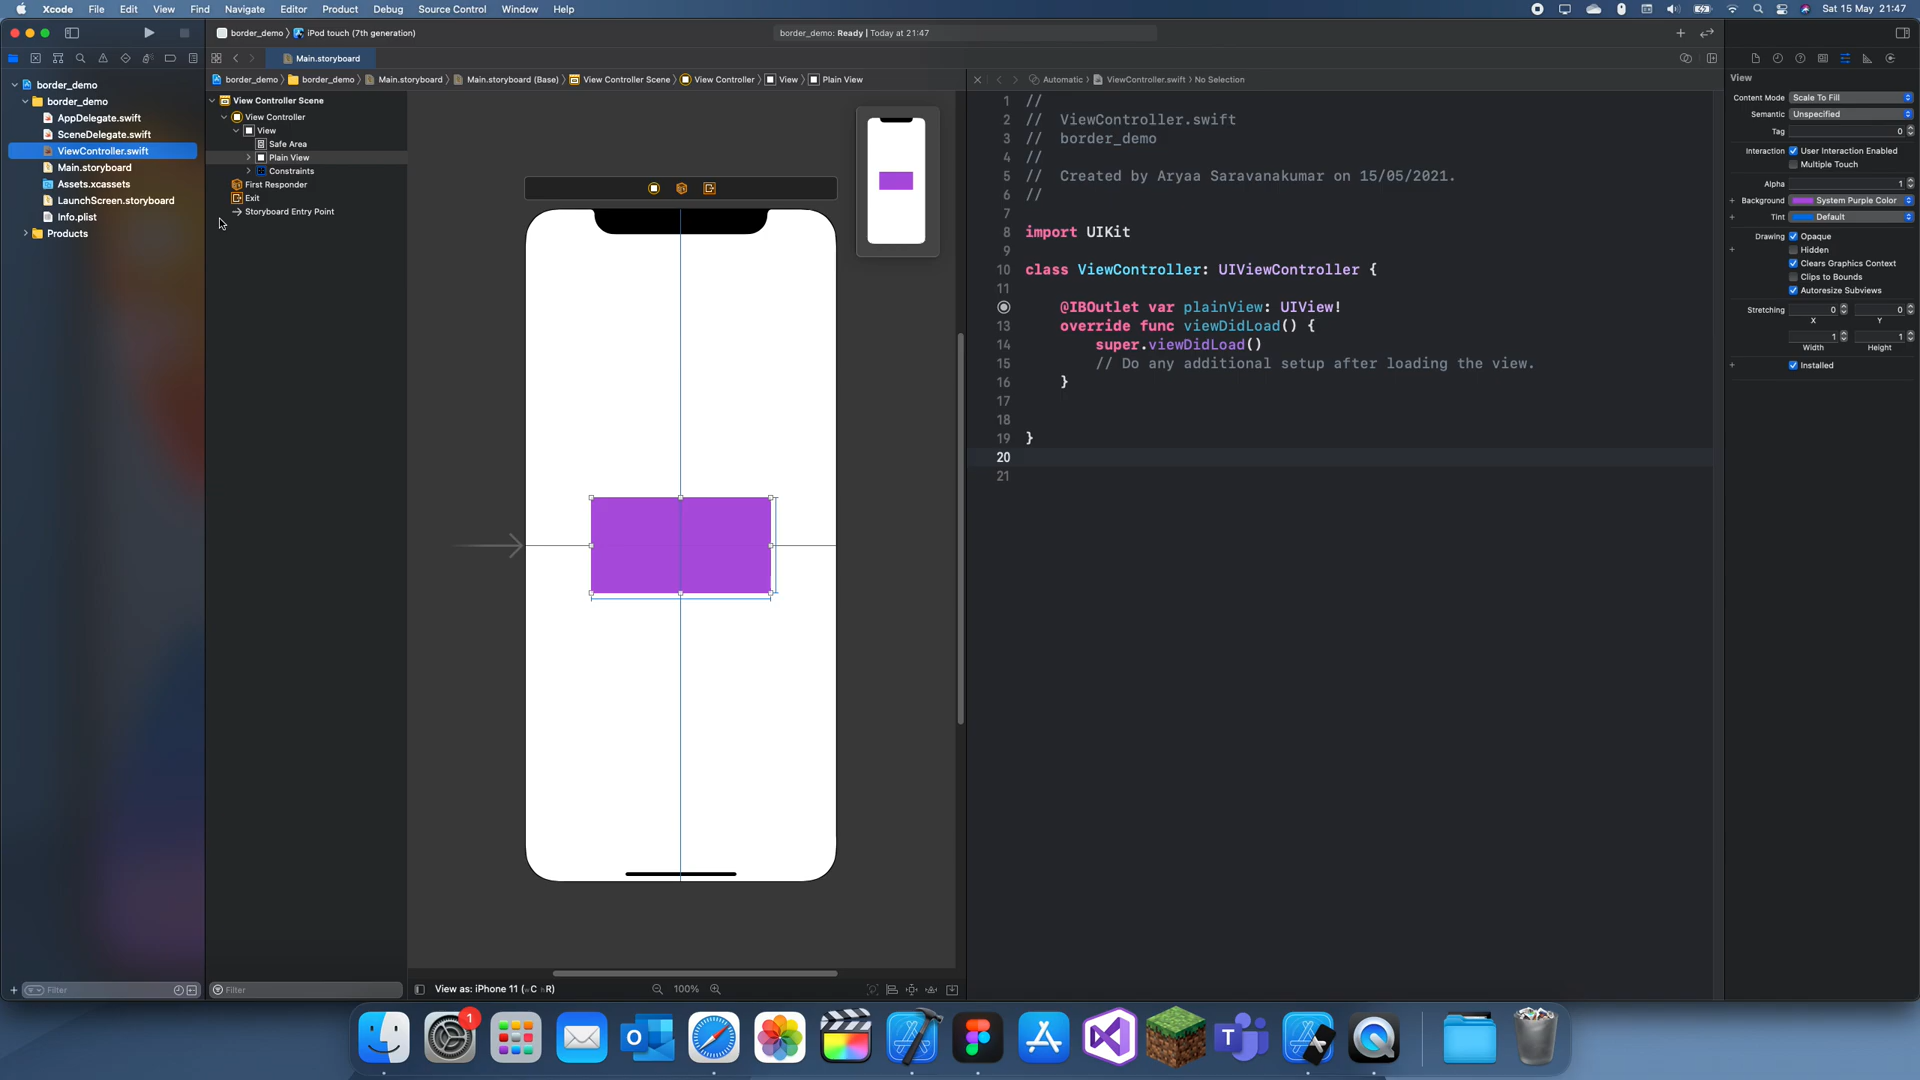 Xcode File Edit View Find Navigate Editor Product Debug Source Control Window Help Sat 15 May 21:47
border_demo iPod touch (7th generation) border_demo: Ready | Today at 21:47
Main.storyboard
border_demo border_demo Main.storyboard Main.storyboard (Base) View Controller Scene View Controller View Plain View
Automatic ViewController.swift No Selection
border_demo
border_demo
AppDelegate.swift
SceneDelegate.swift
ViewController.swift
Main.storyboard
Assets.xcassets
LaunchScreen.storyboard
Info.plist
Products
View Controller Scene
View Controller
View
Safe Area
Plain View
Constraints
First Responder
Exit
Storyboard Entry Point
1 //
2 // ViewController.swift
3 // border_demo
4 //
5 // Created by Aryaa Saravanakumar on 15/05/2021.
6 //
7
8 import UIKit
9
10 class ViewController: UIViewController {
11
@IBOutlet var plainView: UIView!
13 override func viewDidLoad() {
14 super.viewDidLoad()
15 // Do any additional setup after loading the view.
16 }
17
18
19 }
20
21
View
Content Mode Scale To Fill
Semantic Unspecified
Tag 0
Interaction User Interaction Enabled
Multiple Touch
Alpha 1
Background System Purple Color
Tint Default
Drawing Opaque
Hidden
Clears Graphics Context
Clips to Bounds
Autoresize Subviews
Stretching 0 0
X Y
1 1
Width Height
Installed
Filter
Filter
View as: iPhone 11 (wC hR)
100%
1